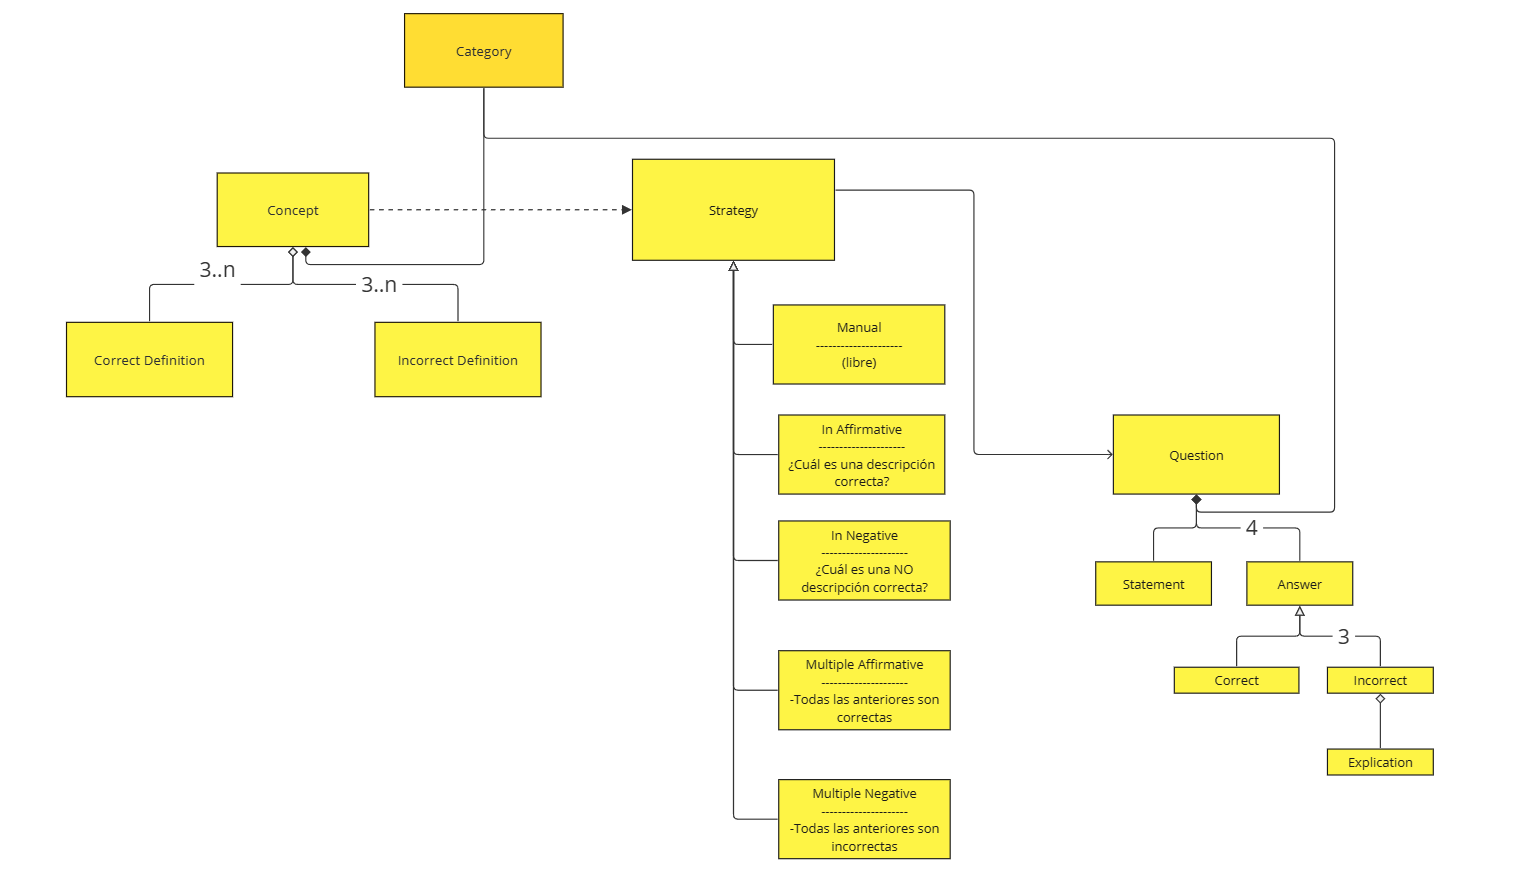 Category
Concept
Strategy
3..n
3..n
Correct Definition
Incorrect Definition
Manual
---------------------
(libre)
In Affirmative
---------------------
¿Cuál es una descripción
correcta?
In Negative
---------------------
¿Cuál es una NO
descripción correcta?
Multiple Affirmative
---------------------
-Todas las anteriores son
correctas
Multiple Negative
---------------------
-Todas las anteriores son
incorrectas
Question
4
Statement
Answer
3
Correct
Incorrect
Explication